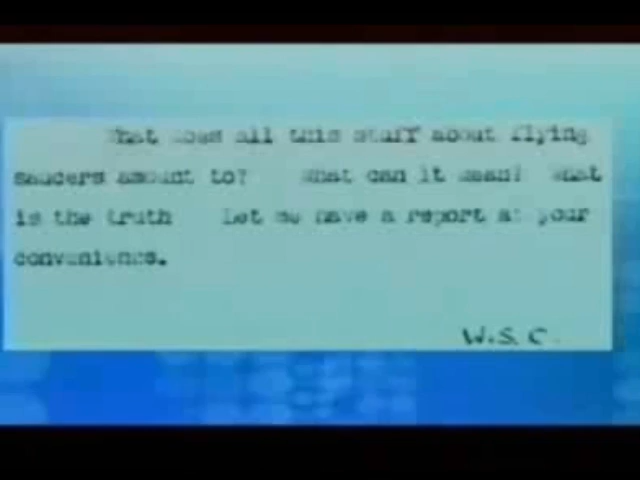 What does all this stuff about flying
saucers amount to? What can it mean? What
is the truth Let me have a report at your
convenience.
W.S.C.